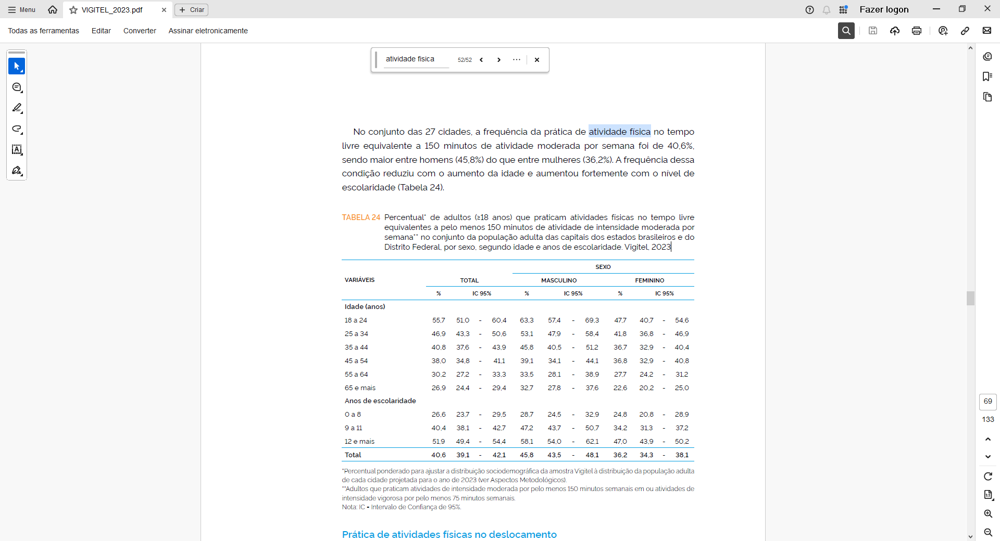 Menu
VIGITEL_2023.pdf
Criar
Fazer logon
Todas as ferramentas
Editar
Converter
Assinar eletronicamente
atividade fisica
52/52
No conjunto das 27 cidades, a frequência da prática de atividade física no tempo
livre equivalente a 150 minutos de atividade moderada por semana foi de 40,6%,
sendo maior entre homens (45,8%) do que entre mulheres (36,2%). A frequência dessa
condição reduziu com o aumento da idade e aumentou fortemente com o nível de
escolaridade (Tabela 24).
TABELA 24 Percentual* de adultos (≥18 anos) que praticam atividades físicas no tempo livre
equivalentes a pelo menos 150 minutos de atividade de intensidade moderada por
semana** no conjunto da população adulta das capitais dos estados brasileiros e do
Distrito Federal, por sexo, segundo idade e anos de escolaridade. Vigitel, 2023
SEXO
VARIÁVEIS TOTAL MASCULINO FEMININO
% IC 95% % IC 95% % IC 95%
Idade (anos)
18 a 24 55,7 51,0 - 60,4 63,3 57,4 - 69,3 47,7 40,7 - 54,6
25 a 34 46,9 43,3 - 50,6 53,1 47,9 - 58,4 41,8 36,8 - 46,9
35 a 44 40,8 37,6 - 43,9 45,8 40,5 - 51,2 36,7 32,9 - 40,4
45 a 54 38,0 34,8 - 41,1 39,1 34,1 - 44,1 36,8 32,9 - 40,8
55 a 64 30,2 27,2 - 33,3 33,5 28,1 - 38,9 27,7 24,2 - 31,2
65 e mais 26,9 24,4 - 29,4 32,7 27,8 - 37,6 22,6 20,2 - 25,0
Anos de escolaridade
0 a 8 26,6 23,7 - 29,5 28,7 24,5 - 32,9 24,8 20,8 - 28,9
9 a 11 40,4 38,1 - 42,7 47,2 43,7 - 50,7 34,2 31,3 - 37,2
12 e mais 51,9 49,4 - 54,4 58,1 54,0 - 62,1 47,0 43,9 - 50,2
Total 40,6 39,1 - 42,1 45,8 43,5 - 48,1 36,2 34,3 - 38,1
*Percentual ponderado para ajustar a distribuição sociodemográfica da amostra Vigitel à distribuição da população adulta
de cada cidade projetada para o ano de 2023 (ver Aspectos Metodológicos).
**Adultos que praticam atividades de intensidade moderada por pelo menos 150 minutos semanais em ou atividades de
intensidade vigorosa por pelo menos 75 minutos semanais.
Nota: IC = Intervalo de Confiança de 95%.
Prática de atividades físicas no deslocamento
69
133